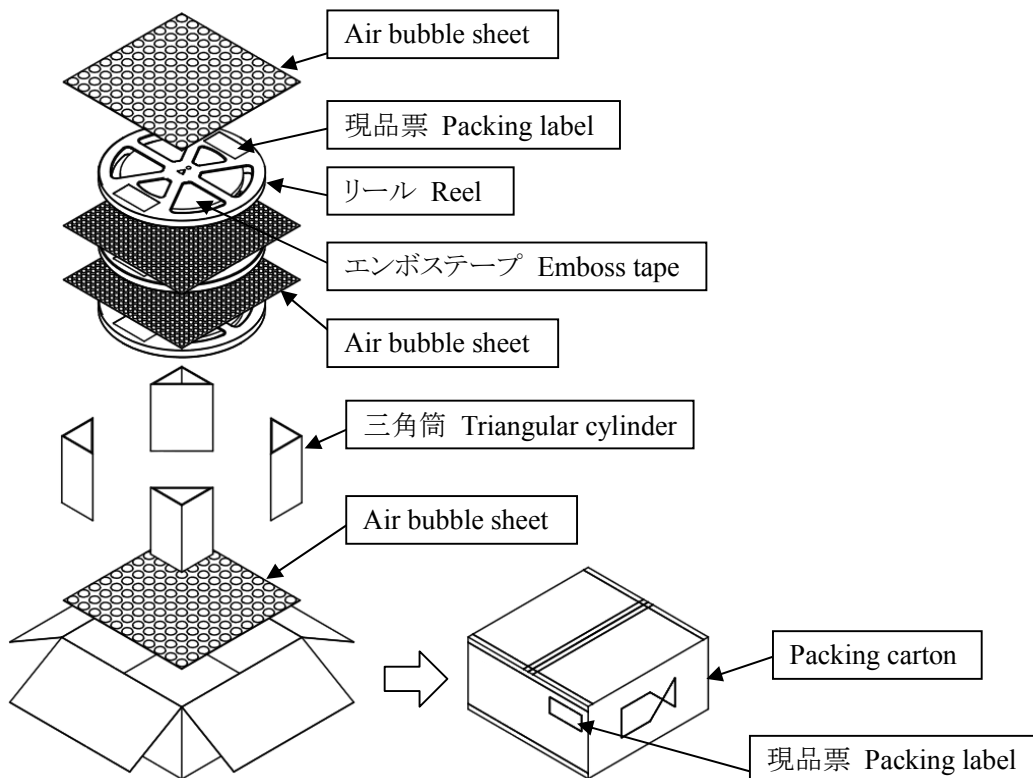 Air bubble sheet
現品票 Packing label
リール Reel
エンボステープ Emboss tape
Air bubble sheet
三角筒 Triangular cylinder
Air bubble sheet
Packing carton
現品票 Packing label